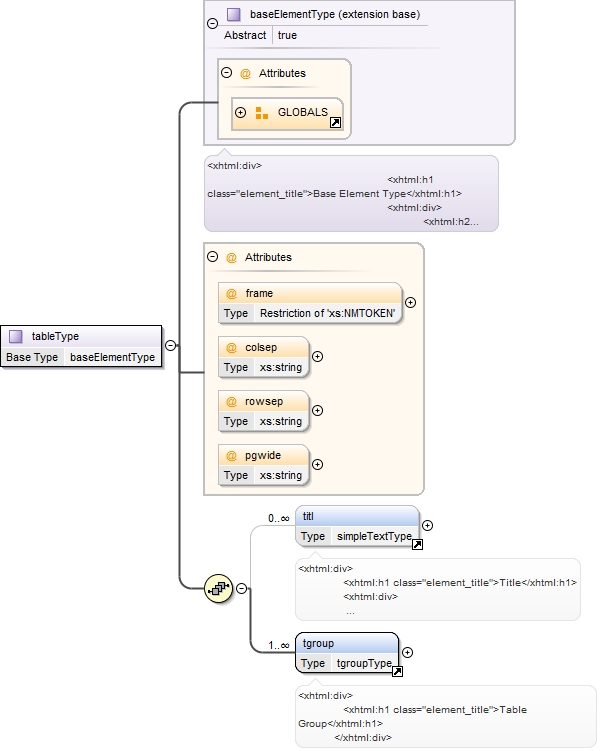 baseElementType (extension base)
Abstract true
@ Attributes
GLOBALS
<xhtml:div>
<xhtml:h1
class="element_title">Base Element Type</xhtml:h1>
<xhtml:div>
<xhtml:h2...
@ Attributes
@ frame
Type Restriction of 'xs:NMTOKEN'
tableType
Base Type baseElementType
@ colsep
Type xs:string
@ rowsep
Type xs:string
@ pgwide
Type xs:string
0..∞
titl
Type simpleTextType
<xhtml:div>
<xhtml:h1 class="element_title">Title</xhtml:h1>
<xhtml:div>
...
1..∞
tgroup
Type tgroupType
<xhtml:div>
<xhtml:h1 class="element_title">Table
Group</xhtml:h1>
</xhtml:div>